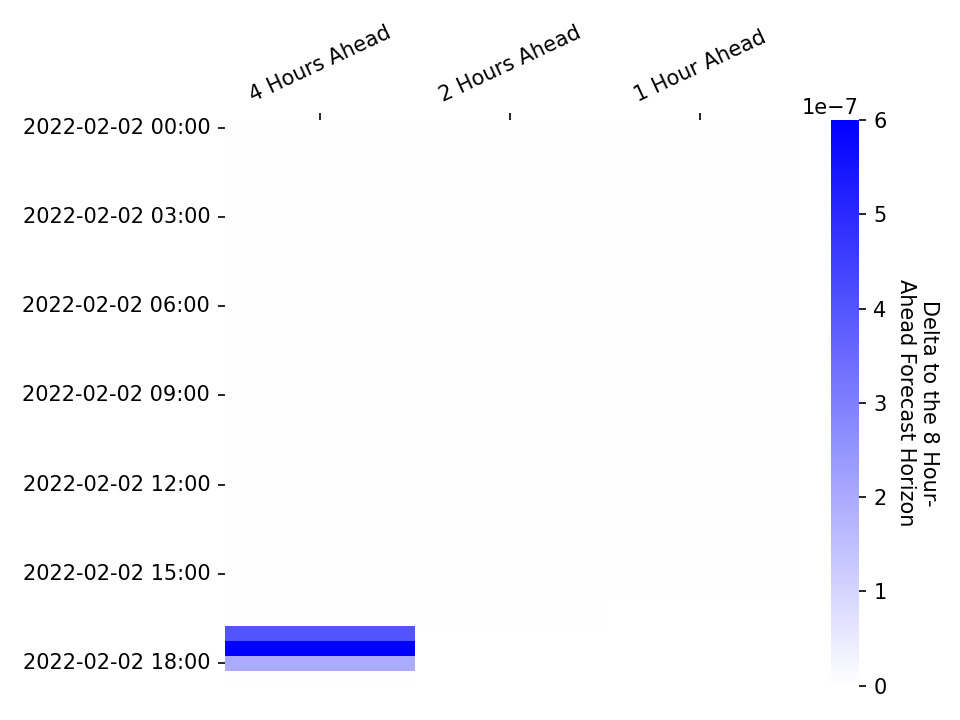 4 Hours Ahead
2 Hours Ahead
1 Hour Ahead
2022-02-02 00:00
2022-02-02 03:00
2022-02-02 06:00
2022-02-02 09:00
2022-02-02 12:00
2022-02-02 15:00
2022-02-02 18:00
1e−7
6
5
4
3
2
1
0
Delta to the 8 Hour-
Ahead Forecast Horizon